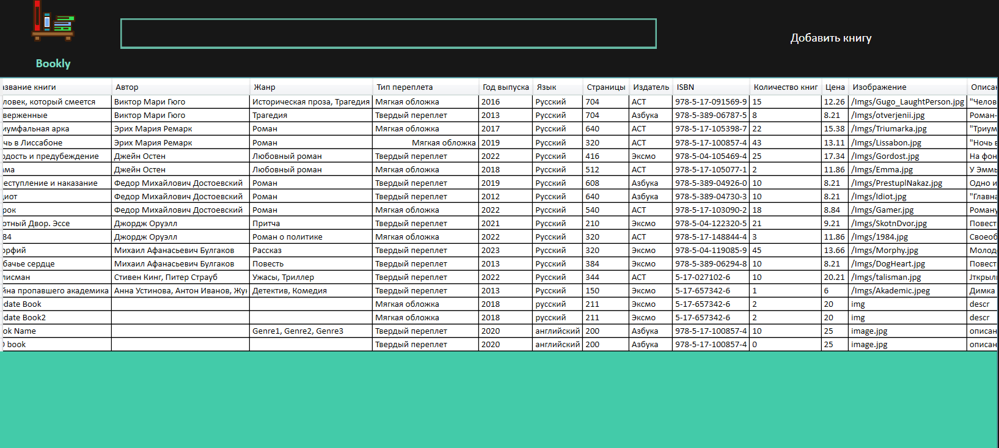 Добавить книгу
Bookly
азвание книги Автор Жанр Тип переплета Год выпуска Язык Страницы Издатель ISBN Количество книг Цена Изображение Описан
ловек, который смеется Виктор Мари Гюго Историческая проза, Трагедия Мягкая обложка 2016 Русский 704 АСТ 978-5-17-091569-9 15 12.26 /Imgs/Gugo_LaughtPerson.jpg "Челов
верженные Виктор Мари Гюго Трагедия Твердый переплет 2013 Русский 704 Азбука 978-5-389-06787-5 8 8.21 /Imgs/otverjenii.jpg Роман-
иумфальная арка Эрих Мария Ремарк Роман Мягкая обложка 2017 Русский 640 АСТ 978-5-17-105398-7 22 15.38 /Imgs/Triumarka.jpg "Триум
чь в Лиссабоне Эрих Мария Ремарк Роман Мягкая обложка 2019 Русский 320 АСТ 978-5-17-100857-4 43 13.11 /Imgs/Lissabon.jpg "Ночь в
рдость и предубеждение Джейн Остен Любовный роман Твердый переплет 2022 Русский 416 Эксмо 978-5-04-105469-4 25 17.34 /Imgs/Gordost.jpg На фон
ма Джейн Остен Любовный роман Мягкая обложка 2018 Русский 512 АСТ 978-5-17-105077-1 2 11.86 /Imgs/Emma.jpg У Эммы
еступление и наказание Федор Михайлович Достоевский Роман Твердый переплет 2019 Русский 608 Азбука 978-5-389-04926-0 10 8.21 /Imgs/PrestuplNakaz.jpg Одно и
иот Федор Михайлович Достоевский Роман Твердый переплет 2012 Русский 640 Азбука 978-5-389-04730-3 10 8.21 /Imgs/Idiot.jpg "Главна
рок Федор Михайлович Достоевский Роман Мягкая обложка 2022 Русский 540 АСТ 978-5-17-103090-2 18 8.84 /Imgs/Gamer.jpg Роману
отный Двор. Эссе Джордж Оруэлл Притча Твердый переплет 2021 Русский 210 Эксмо 978-5-04-122320-5 21 9.21 /Imgs/SkotnDvor.jpg Повест
84 Джордж Оруэлл Роман о политике Мягкая обложка 2022 Русский 320 АСТ 978-5-17-148844-4 3 11.86 /Imgs/1984.jpg Своеоб
орфий Михаил Афанасьевич Булгаков Рассказ Твердый переплет 2023 Русский 320 Эксмо 978-5-04-119085-9 45 13.66 /Imgs/Morphy.jpg Молод
бачье сердце Михаил Афанасьевич Булгаков Повесть Твердый переплет 2013 Русский 384 Эксмо 978-5-389-06294-8 10 8.21 /Imgs/DogHeart.jpg Повест
лисман Стивен Кинг, Питер Страуб Ужасы, Триллер Твердый переплет 2022 Русский 344 АСТ 5-17-027102-6 10 20.21 /Imgs/talisman.jpg Jткрыл
йна пропавшего академика Анна Устинова, Антон Иванов, Жун Детектив, Комедия Твердый переплет 2013 Русский 150 Эксмо 5-17-657342-6 1 6 /Imgs/Akademic.jpeg Димка
date Book Мягкая обложка 2018 русский 211 Эксмо 5-17-657342-6 2 20 img descr
date Book2 Мягкая обложка 2018 русский 211 Эксмо 5-17-657342-6 2 20 img descr
ok Name Genre1, Genre2, Genre3 Твердый переплет 2020 английский 200 Азбука 978-5-17-100857-4 10 25 image.jpg описан
book Твердый переплет 2020 английский 200 Азбука 978-5-17-100857-4 0 25 image.jpg описан